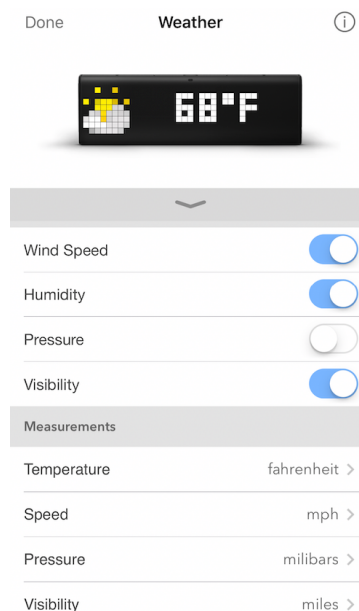 Done Weather
68°F
Wind Speed
Humidity
Pressure
Visibility
Measurements
Temperature fahrenheit
Speed mph
Pressure milibars
Visibility miles